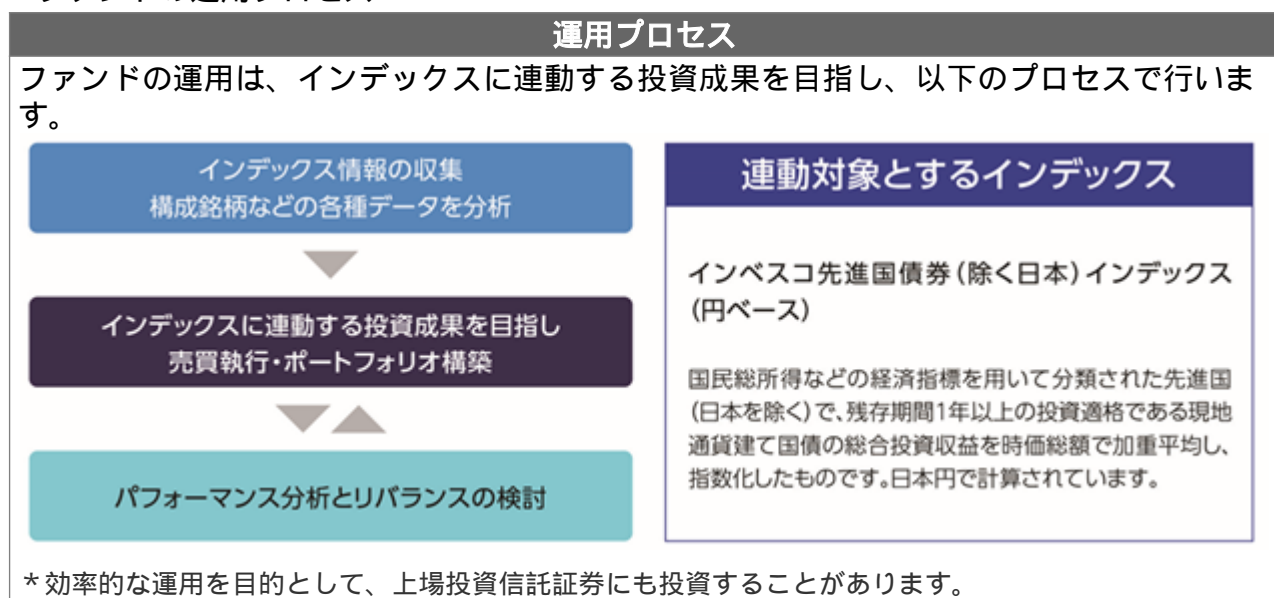 運用プロセス
ファンドの運用は、インデックスに連動する投資成果を目指し、以下のプロセスで行いま
す。
インデックス情報の収集
構成銘柄などの各種データを分析
インデックスに連動する投資成果を目指し
売買執行・ポートフォリオ構築
パフォーマンス分析とリバランスの検討
連動対象とするインデックス
インベスコ先進国債券(除く日本)インデックス
(円ベース)
国民総所得などの経済指標を用いて分類された先進国
(日本を除く)で、残存期間1年以上の投資適格である現地
通貨建て国債の総合投資収益を時価総額で加重平均し、
指数化したものです。日本円で計算されています。
*効率的な運用を目的として、上場投資信託証券にも投資することがあります。